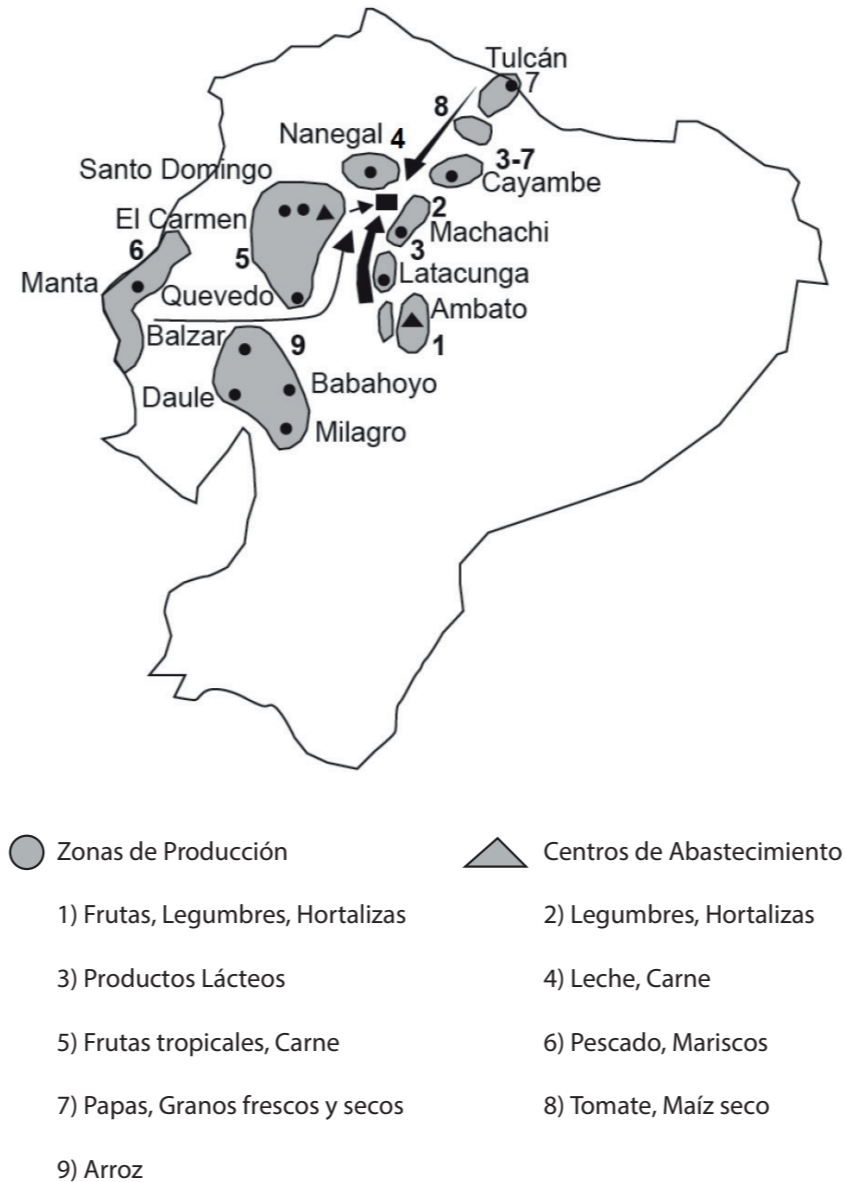 Tulcán
7
8
Nanegal 4
3-7
Santo Domingo
Cayambe
2
El Carmen
Machachi
6
5
3
Manta
Quevedo
Latacunga
Ambato
Balzar
9
1
Daule
Babahoyo
Milagro
Zonas de Producción
Centros de Abastecimiento
1) Frutas, Legumbres, Hortalizas
2) Legumbres, Hortalizas
3) Productos Lácteos
4) Leche, Carne
5) Frutas tropicales, Carne
6) Pescado, Mariscos
7) Papas, Granos frescos y secos
8) Tomate, Maíz seco
9) Arroz